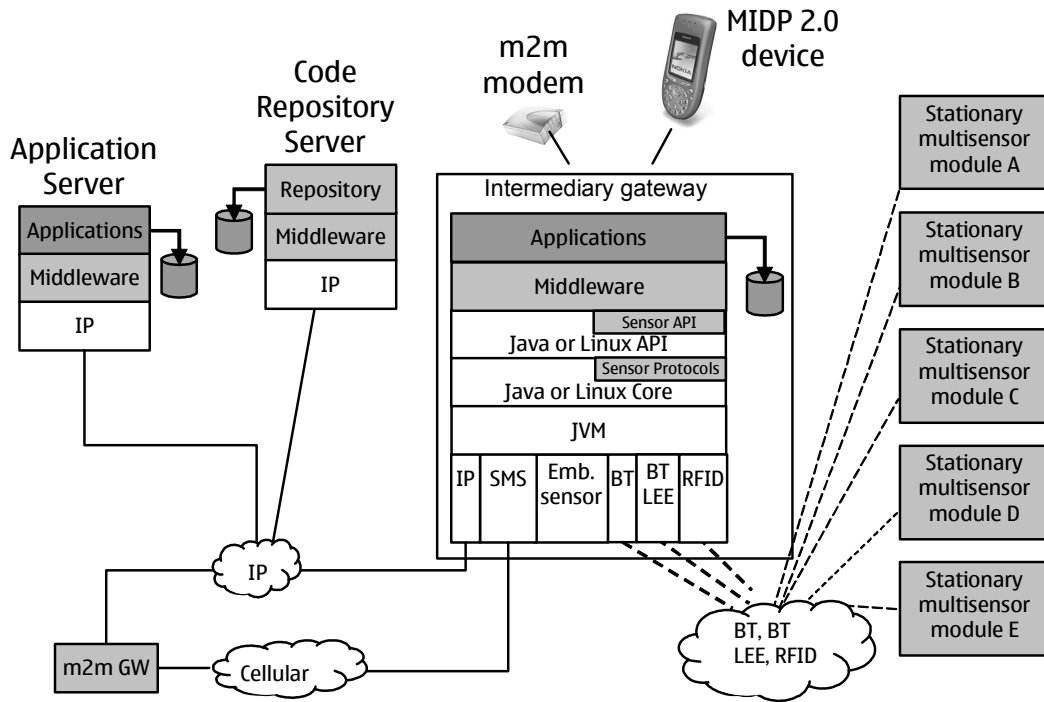 MIDP 2.0
device
m2m
modem
Code
Repository
Server
Application
Server
Repository
Middleware
IP
Applications
Middleware
IP
Intermediary gateway
Applications
Middleware
Sensor API
Java or Linux API
Sensor Protocols
Java or Linux Core
JVM
IP
SMS
Emb.
sensor
BT
BT
LEE
RFID
Stationary
multisensor
module A
Stationary
multisensor
module B
Stationary
multisensor
module C
Stationary
multisensor
module D
Stationary
multisensor
module E
IP
m2m GW
Cellular
BT, BT
LEE, RFID
NOKIA